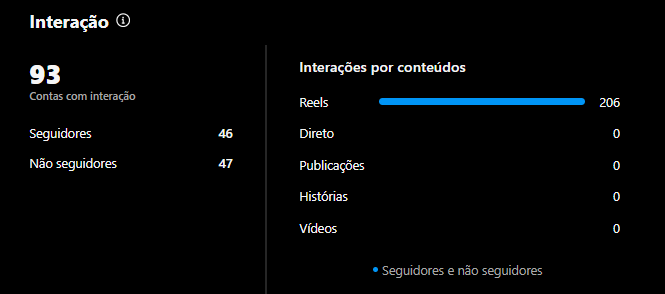 Interação
93
Contas com interação
Seguidores 46
Não seguidores 47
Interações por conteúdos
Reels 206
Direto 0
Publicações 0
Histórias 0
Vídeos 0
Seguidores e não seguidores